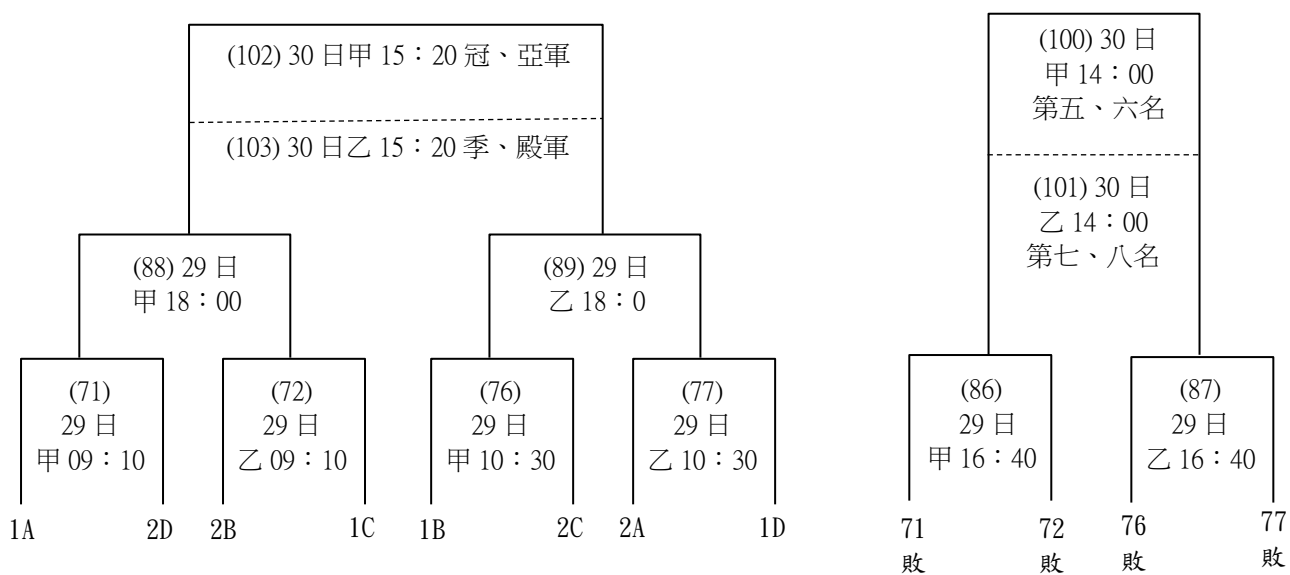 (102) 30 日甲 15：20 冠、亞軍
(103) 30 日乙 15：20 季、殿軍
(88) 29 日
甲 18：00
(89) 29 日
乙 18：0
(71)
29 日
甲 09：10
(72)
29 日
乙 09：10
(76)
29 日
甲 10：30
(77)
29 日
乙 10：30
1A
2D
2B
1C
1B
2C
2A
1D
(100) 30 日
甲 14：00
第五、六名
(101) 30 日
乙 14：00
第七、八名
(86)
29 日
甲 16：40
(87)
29 日
乙 16：40
71
敗
72
敗
76
敗
77
敗